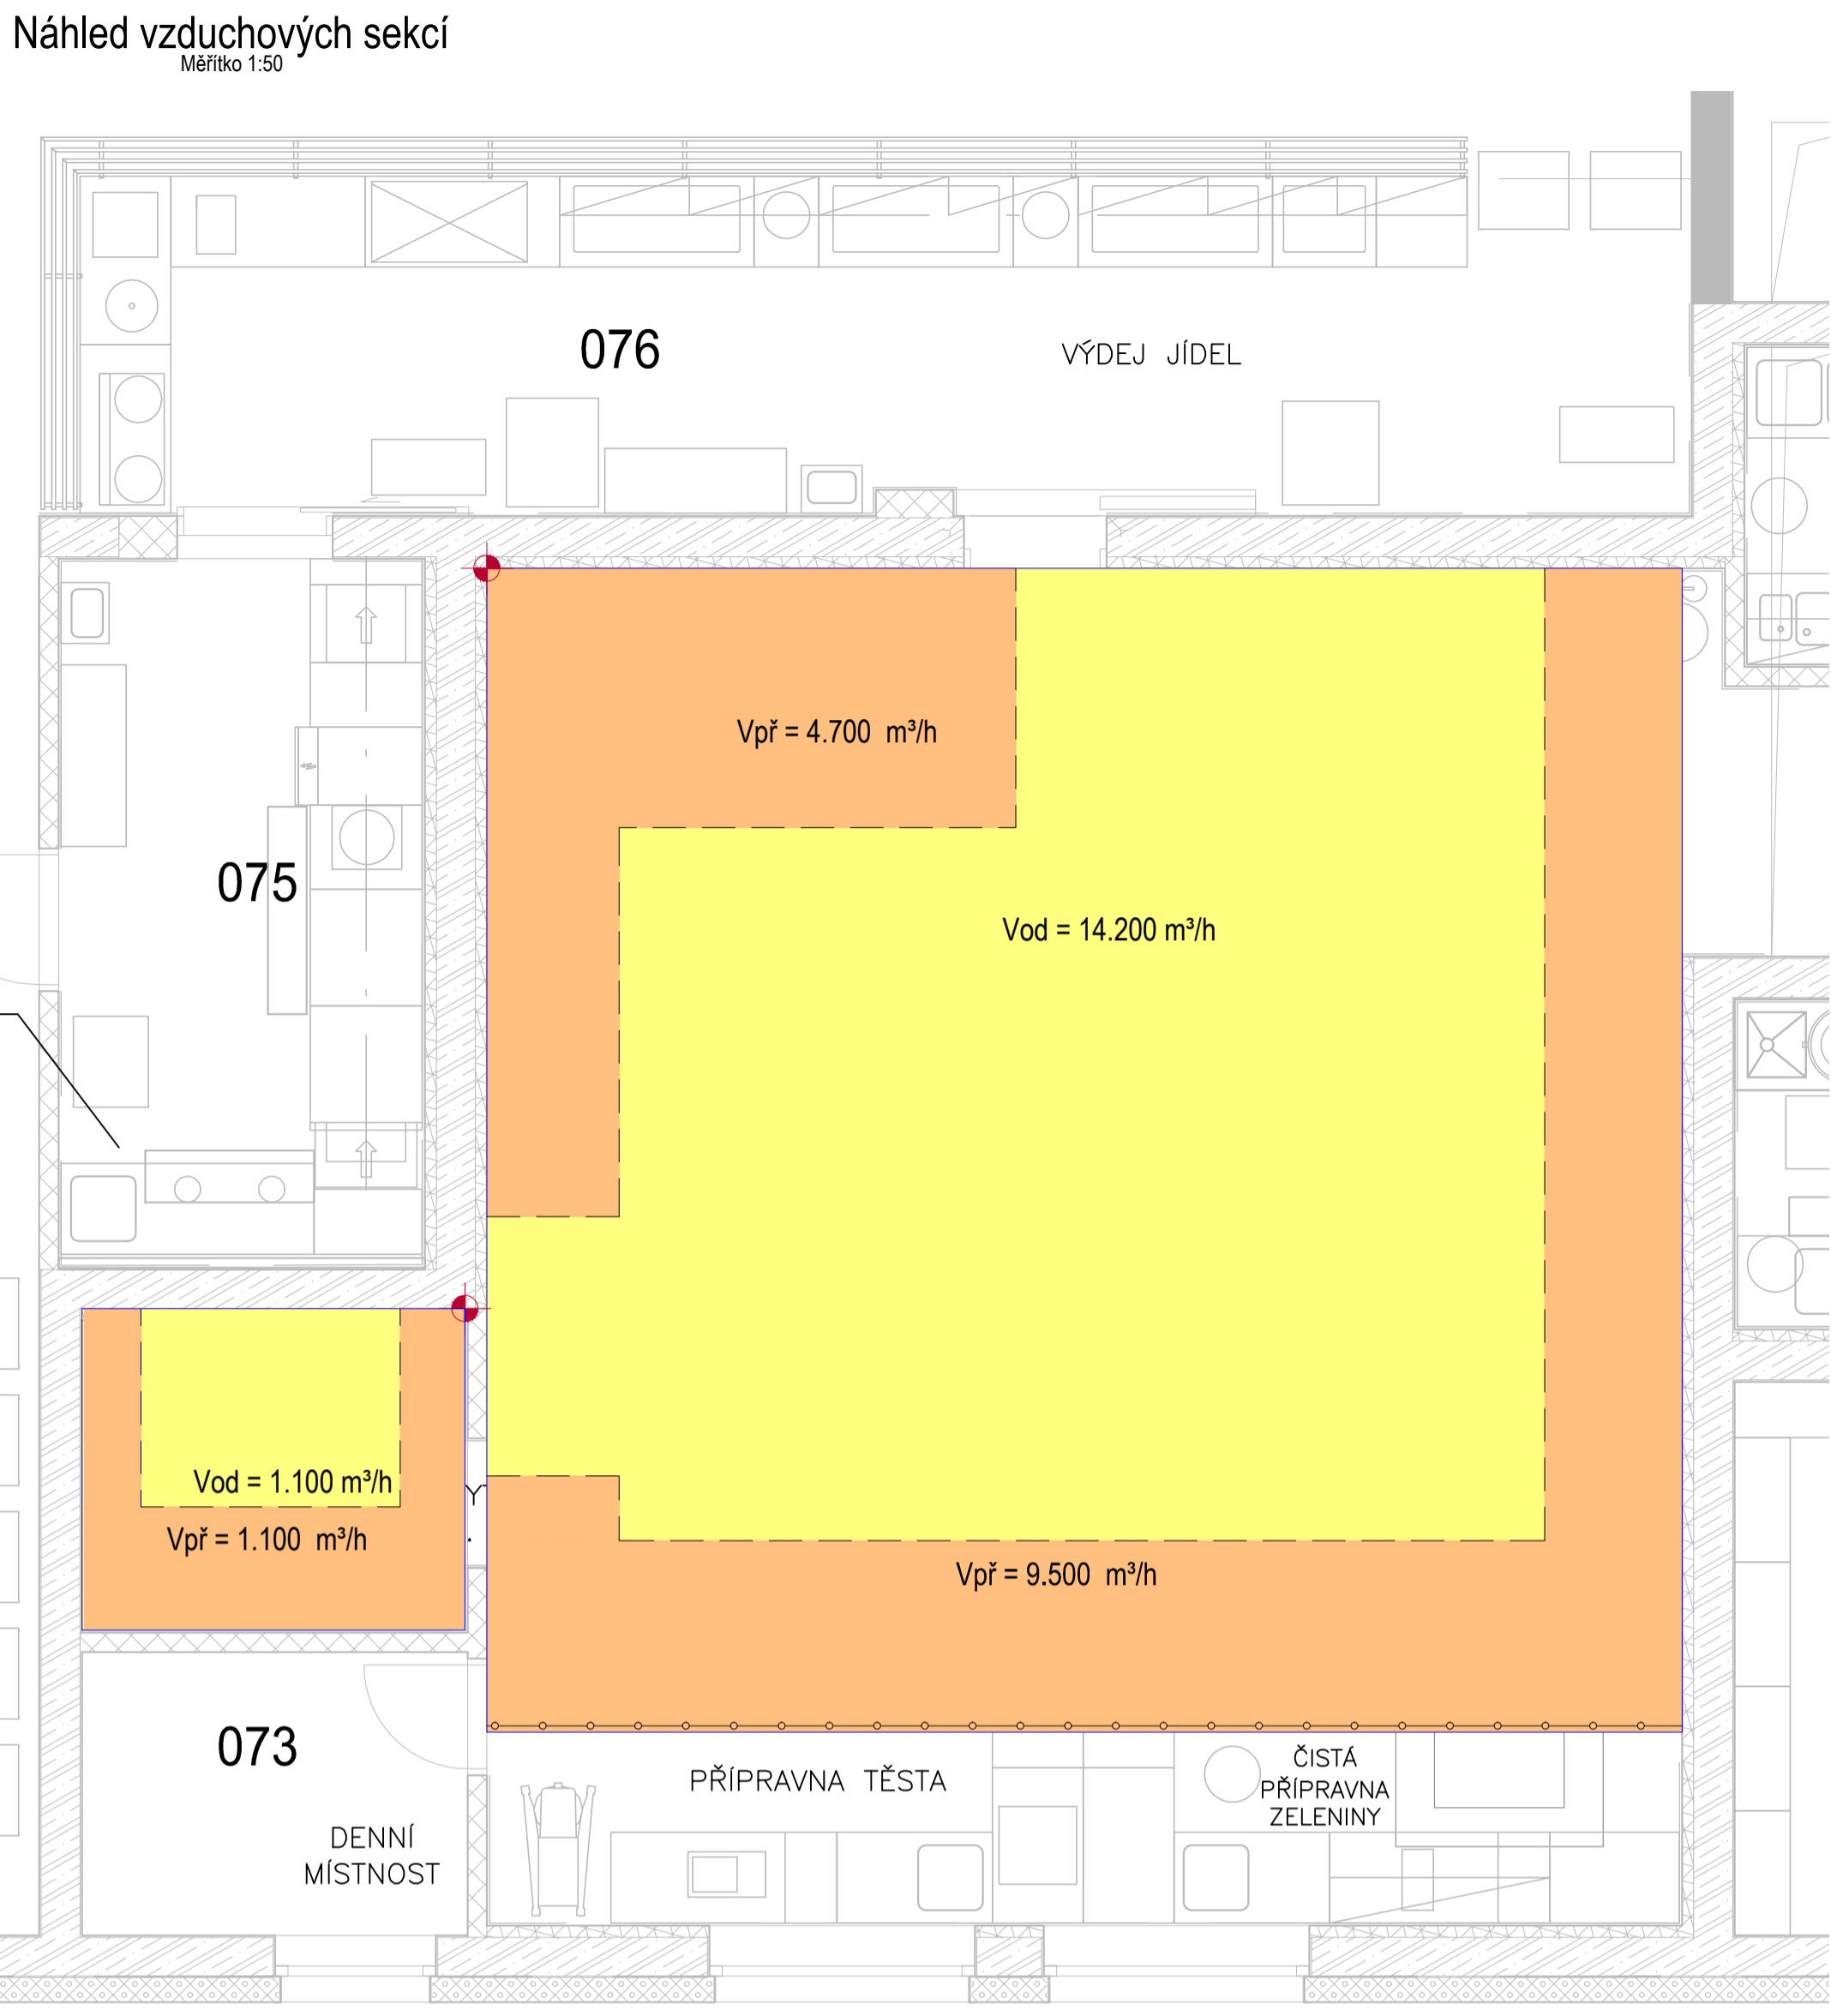 Náhled vzduchových sekcí
Měřítko 1:50
076
VÝDEJ JÍDEL
Vpř = 4.700 m³/h
075
Vod = 14.200 m³/h
Vod = 1.100 m³/h
Vpř = 1.100 m³/h
Vpř = 9.500 m³/h
073
DENNÍ
MÍSTNOST
PŘÍPRAVNA TĚSTA
ČISTÁ
PŘÍPRAVNA
ZELENINY